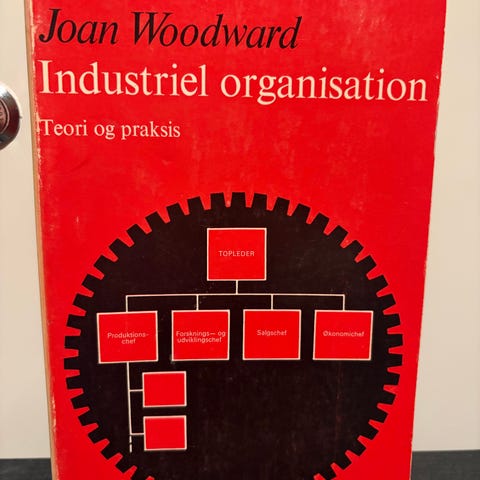 Joan Woodward
Industriel organisation
Teori og praksis
TOPLEDER
Produktions-
chef
Forsknings— og
udviklingschef
Salgschef
Økonomichef